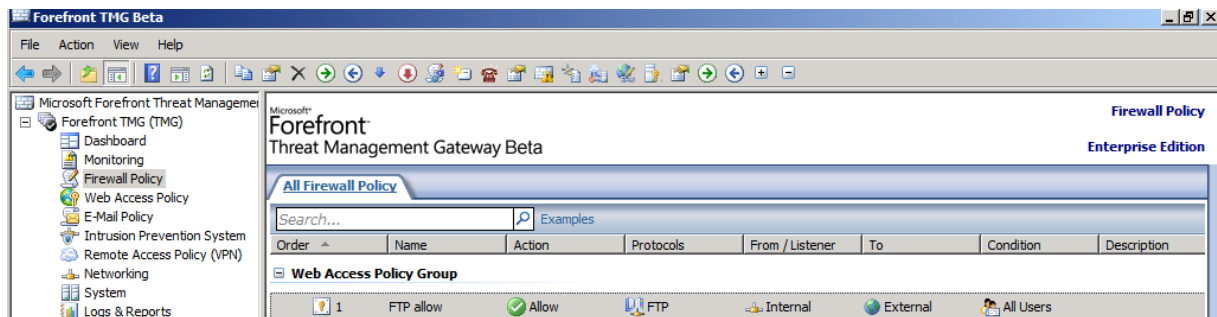 Forefront TMG Beta
File Action View Help
Microsoft Forefront Threat Manageme
Forefront TMG (TMG)
Dashboard
Monitoring
Firewall Policy
Web Access Policy
E-Mail Policy
Intrusion Prevention System
Remote Access Policy (VPN)
Networking
System
Logs & Reports
Microsoft®
Forefront™
Threat Management Gateway Beta
Firewall Policy
Enterprise Edition
All Firewall Policy
Search... Examples
Order Name Action Protocols From / Listener To Condition Description
Web Access Policy Group
1 FTP allow Allow FTP Internal External All Users